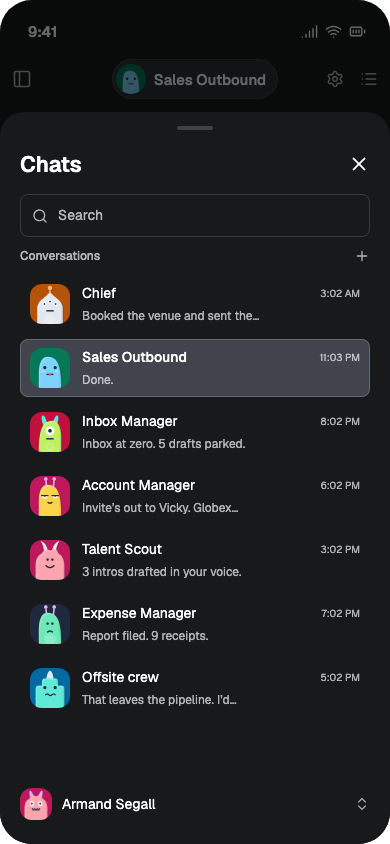 9:41
Sales Outbound
Chats
Search
Conversations
Chief
3:02 AM
Booked the venue and sent the…
Sales Outbound
11:03 PM
Done.
Inbox Manager
8:02 PM
Inbox at zero. 5 drafts parked.
Account Manager
6:02 PM
Invite's out to Vicky. Globex…
Talent Scout
3:02 PM
3 intros drafted in your voice.
Expense Manager
7:02 PM
Report filed. 9 receipts.
Offsite crew
5:02 PM
That leaves the pipeline. I'd…
Armand Segall